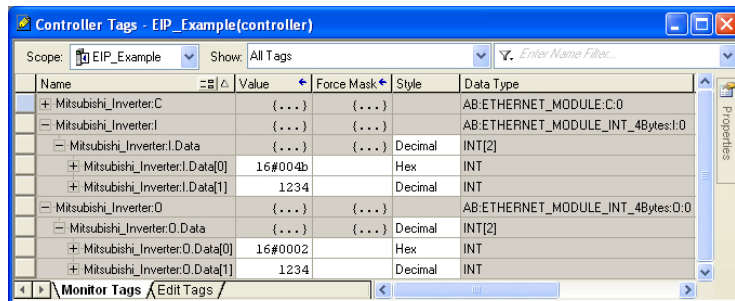 Controller Tags - EIP_Example(controller)
Scope: EIP_Example Show: All Tags Enter Name Filter...
Name Value Force Mask Style Data Type
Mitsubishi_Inverter:C {...} {...} AB:ETHERNET_MODULE:C:0
Mitsubishi_Inverter:I {...} {...} AB:ETHERNET_MODULE_INT_4Bytes:I:0
Mitsubishi_Inverter:I.Data {...} {...} Decimal INT[2]
Mitsubishi_Inverter:I.Data[0] 16#004b Hex INT
Mitsubishi_Inverter:I.Data[1] 1234 Decimal INT
Mitsubishi_Inverter:O {...} {...} AB:ETHERNET_MODULE_INT_4Bytes:O:0
Mitsubishi_Inverter:O.Data {...} {...} Decimal INT[2]
Mitsubishi_Inverter:O.Data[0] 16#0002 Hex INT
Mitsubishi_Inverter:O.Data[1] 1234 Decimal INT
Monitor Tags Edit Tags
Properties